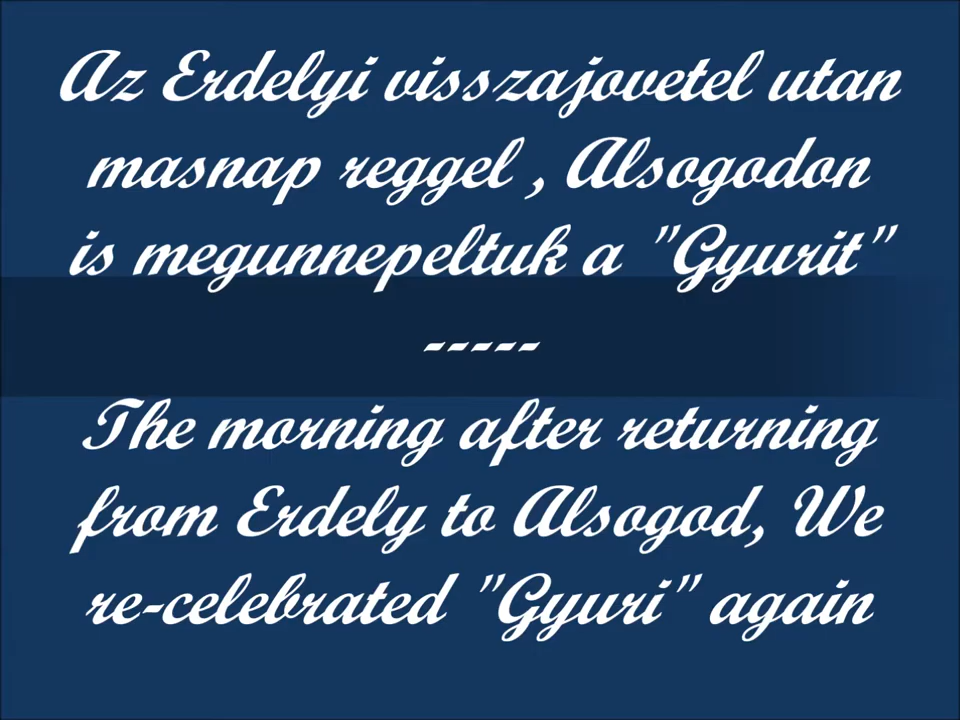 Az Erdelyi visszajovetel utan
masnap reggel , Alsogodon
is megunnepeltuk a "Gyurit"
-----
The morning after returning
from Erdely to Alsogod, We
re-celebrated "Gyuri" again